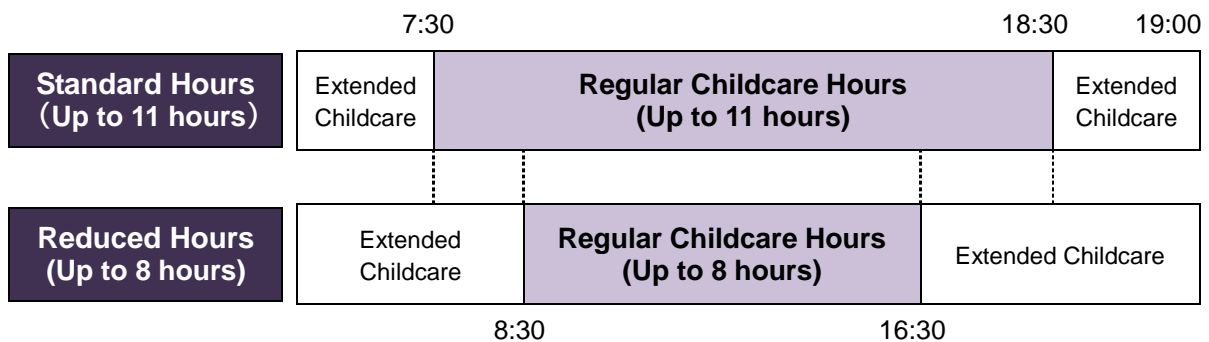 7:30 18:30 19:00
Standard Hours
（Up to 11 hours）
Extended
Childcare
Regular Childcare Hours
(Up to 11 hours)
Extended
Childcare
Reduced Hours
(Up to 8 hours)
Extended
Childcare
Regular Childcare Hours
(Up to 8 hours)
Extended Childcare
8:30 16:30